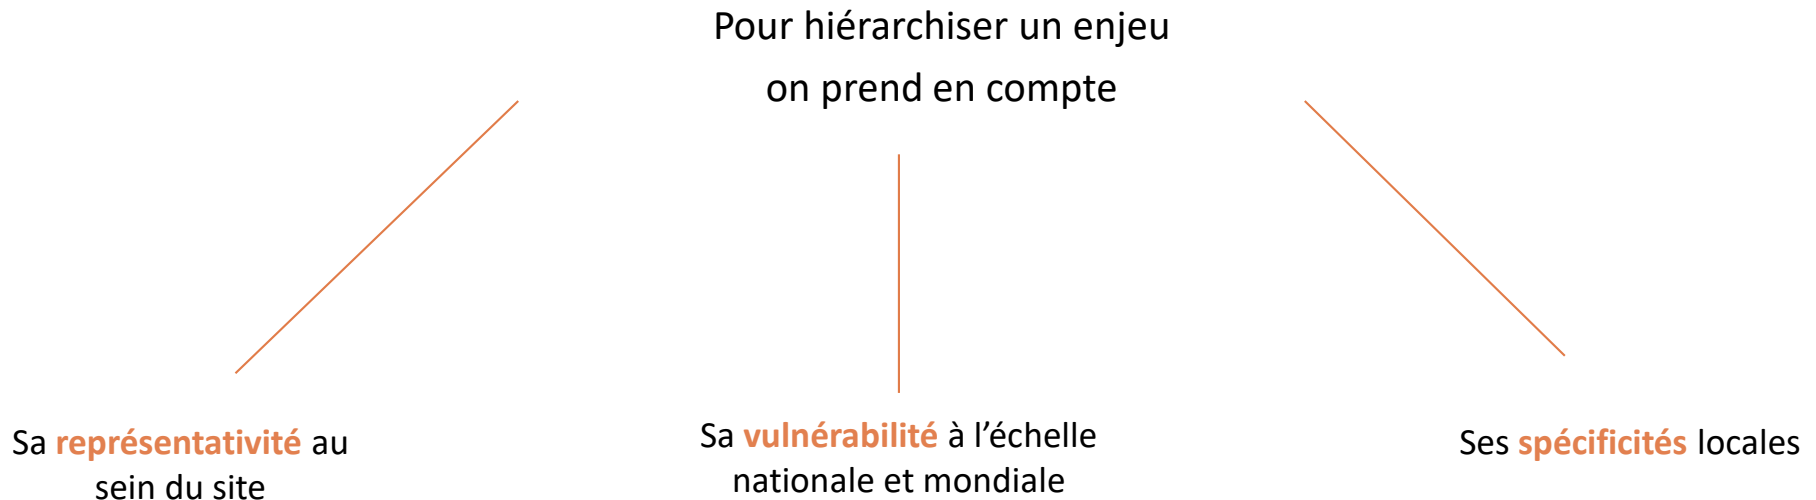 Pour hiérarchiser un enjeu
on prend en compte
Sa représentativité au
sein du site
Sa vulnérabilité à l’échelle
nationale et mondiale
Ses spécificités locales